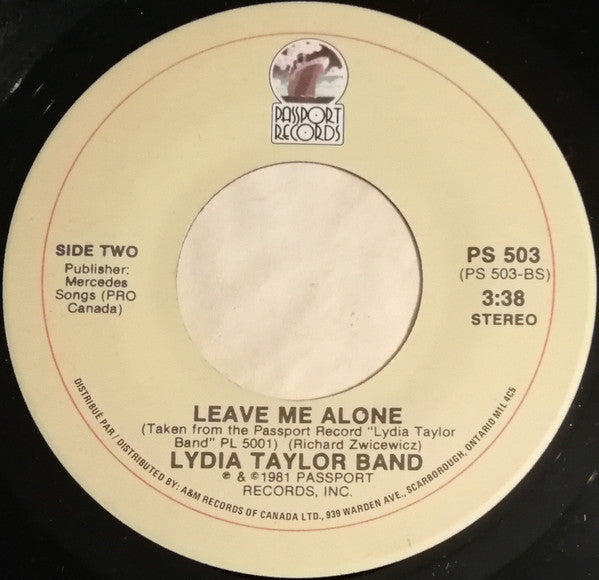 PASSPORT
RECORDS
SIDE TWO
Publisher:
Mercedes
Songs (PRO
Canada)
PS 503
(PS 503-BS)
3:38
STEREO
LEAVE ME ALONE
(Taken from the Passport Record "Lydia Taylor
Band" PL 5001) (Richard Zwicewicz)
LYDIA TAYLOR BAND
℗ & © 1981 PASSPORT
RECORDS, INC.
DISTRIBUÉ PAR / DISTRIBUTED BY: A&M RECORDS OF CANADA LTD., 939 WARDEN AVE., SCARBOROUGH, ONTARIO M1L 4C5